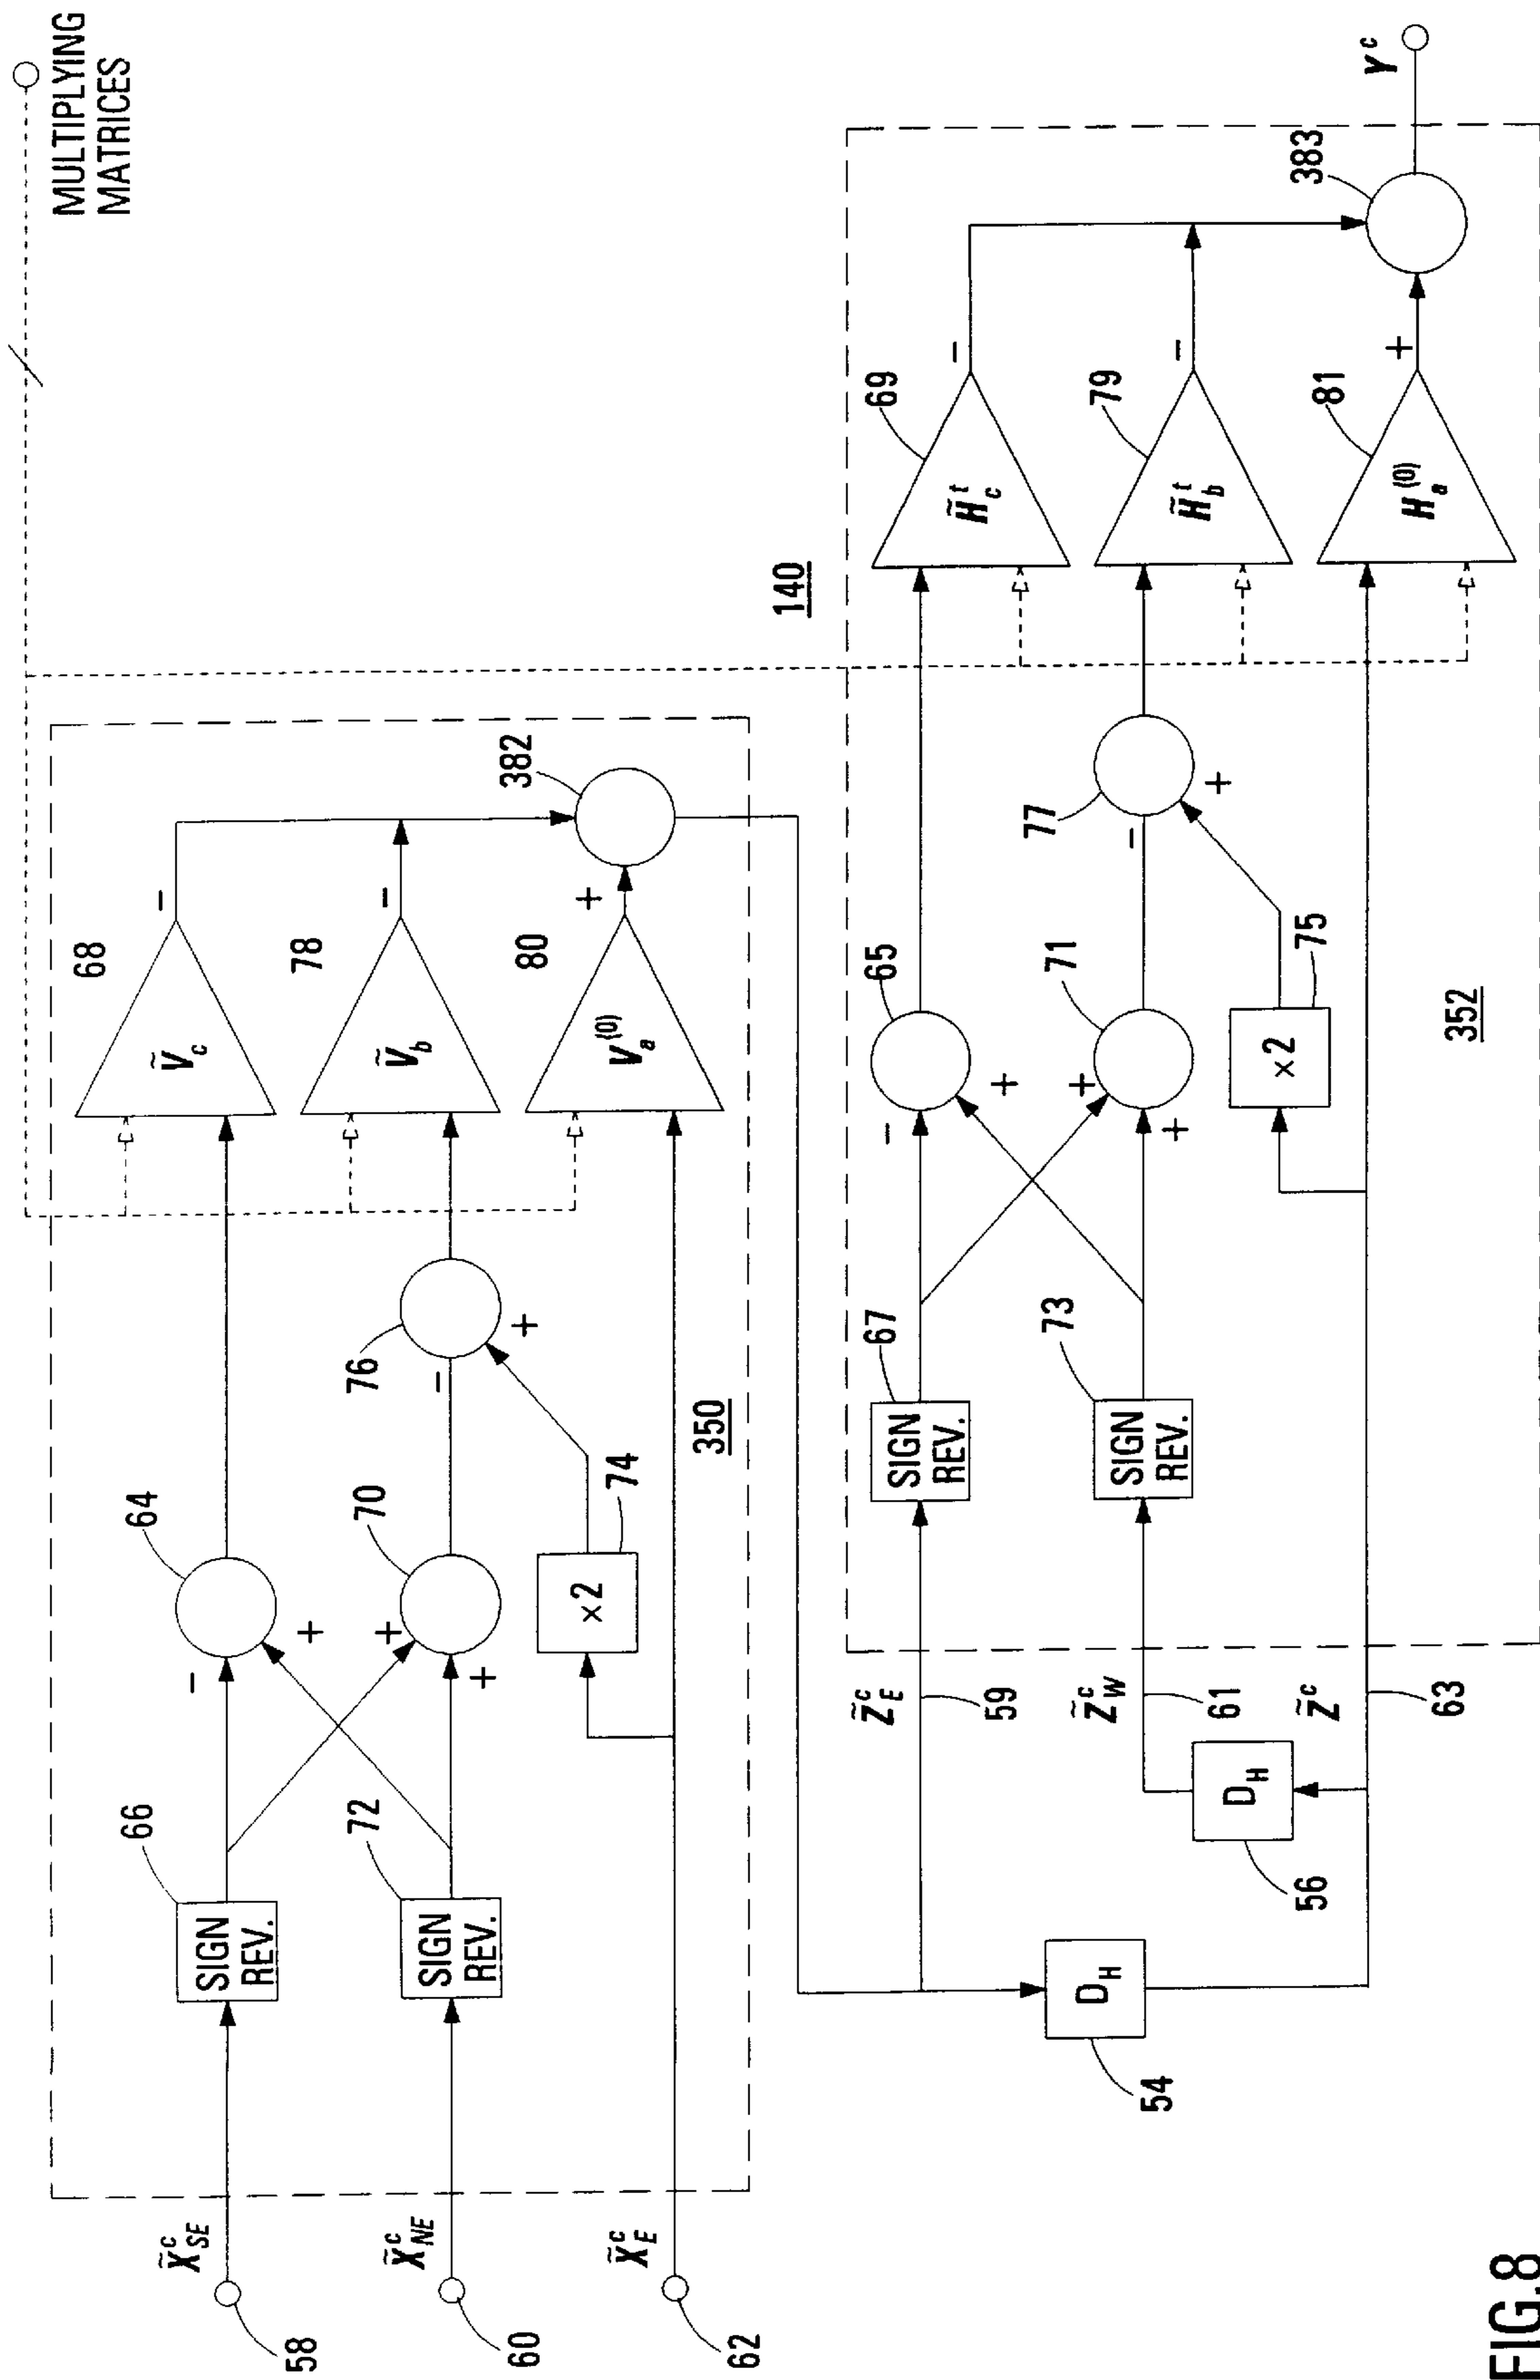 MULTIPLYING
MATRICES
X̃ᶜ_SE
58
SIGN
REV.
66
−
+
64
Ṽ_c
68
−
X̃ᶜ_NE
60
SIGN
REV.
72
+
+
70
−
+
76
Ṽ_b
78
−
X̃ᶜ_E
62
×2
74
V_a⁽⁰⁾
80
+
382
350
140
Z̃ᶜ_E
59
SIGN
REV.
67
−
+
65
H̃ᵗ_c
69
−
Z̃ᶜ_W
61
SIGN
REV.
73
+
+
71
−
+
77
H̃ᵗ_b
79
−
D_H
54
D_H
56
Z̃ᶜ
63
×2
75
H_a⁽⁰⁾
81
+
383
Yᶜ
352
FIG.8